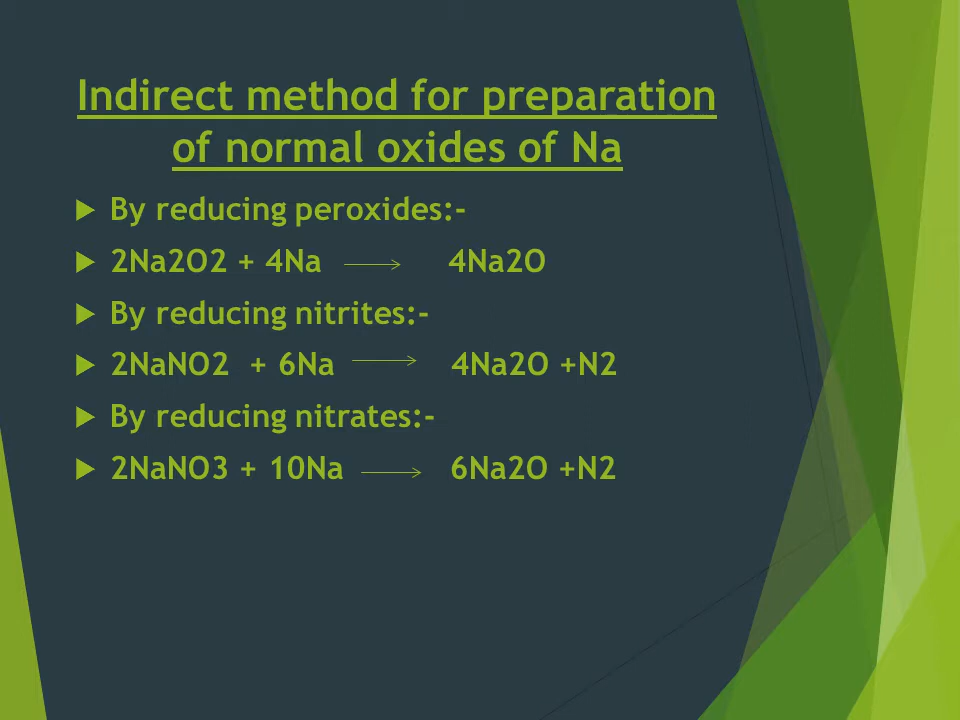 Indirect method for preparation
of normal oxides of Na
By reducing peroxides:-
2Na2O2 + 4Na ⟶ 4Na2O
By reducing nitrites:-
2NaNO2 + 6Na ⟶ 4Na2O +N2
By reducing nitrates:-
2NaNO3 + 10Na ⟶ 6Na2O +N2